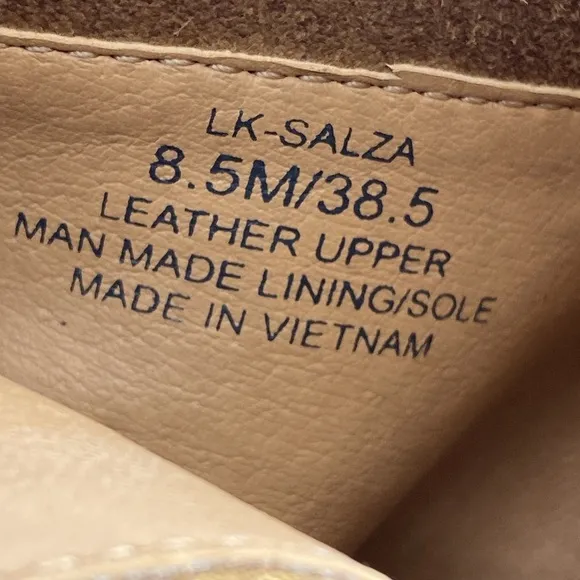 LK-SALZA
8.5M/38.5
LEATHER UPPER
MAN MADE LINING/SOLE
MADE IN VIETNAM